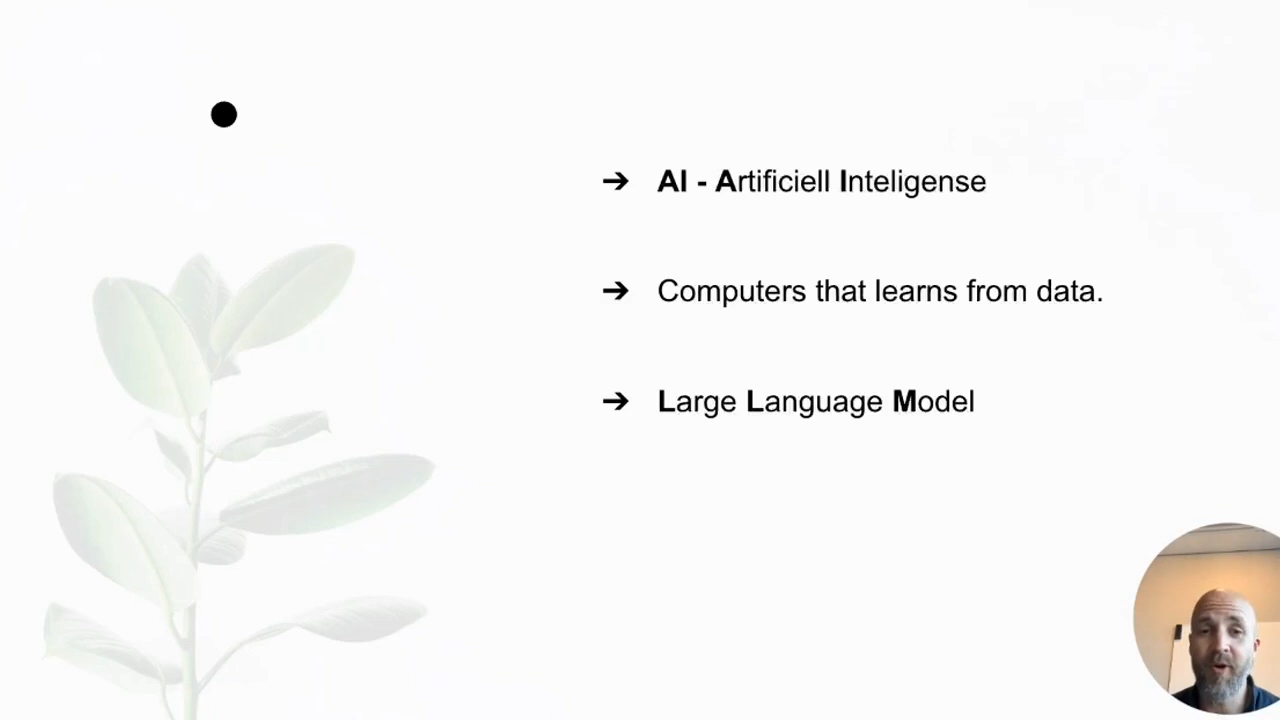 ➔ AI - Artificiell Inteligense
➔ Computers that learns from data.
➔ Large Language Model